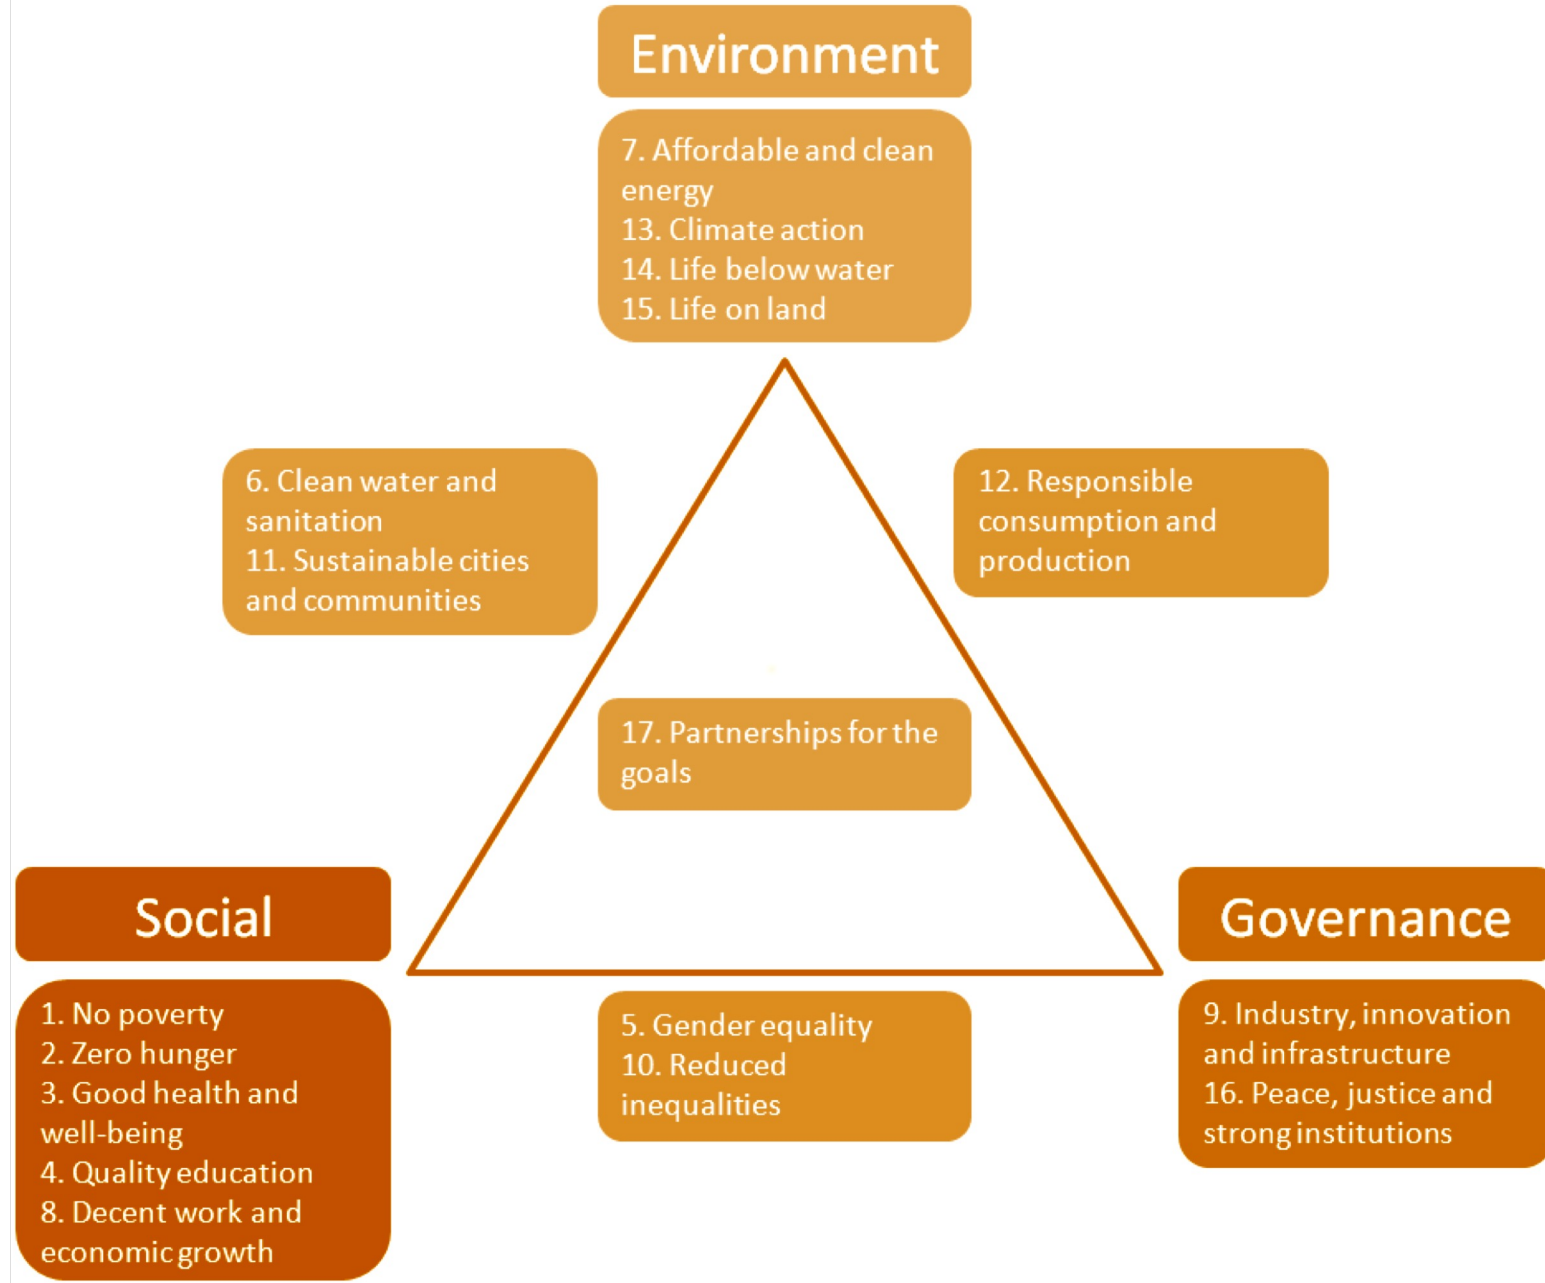 Environment
7. Affordable and clean
energy
13. Climate action
14. Life below water
15. Life on land
6. Clean water and
sanitation
11. Sustainable cities
and communities
12. Responsible
consumption and
production
17. Partnerships for the
goals
Social
1. No poverty
2. Zero hunger
3. Good health and
well-being
4. Quality education
8. Decent work and
economic growth
5. Gender equality
10. Reduced
inequalities
Governance
9. Industry, innovation
and infrastructure
16. Peace, justice and
strong institutions